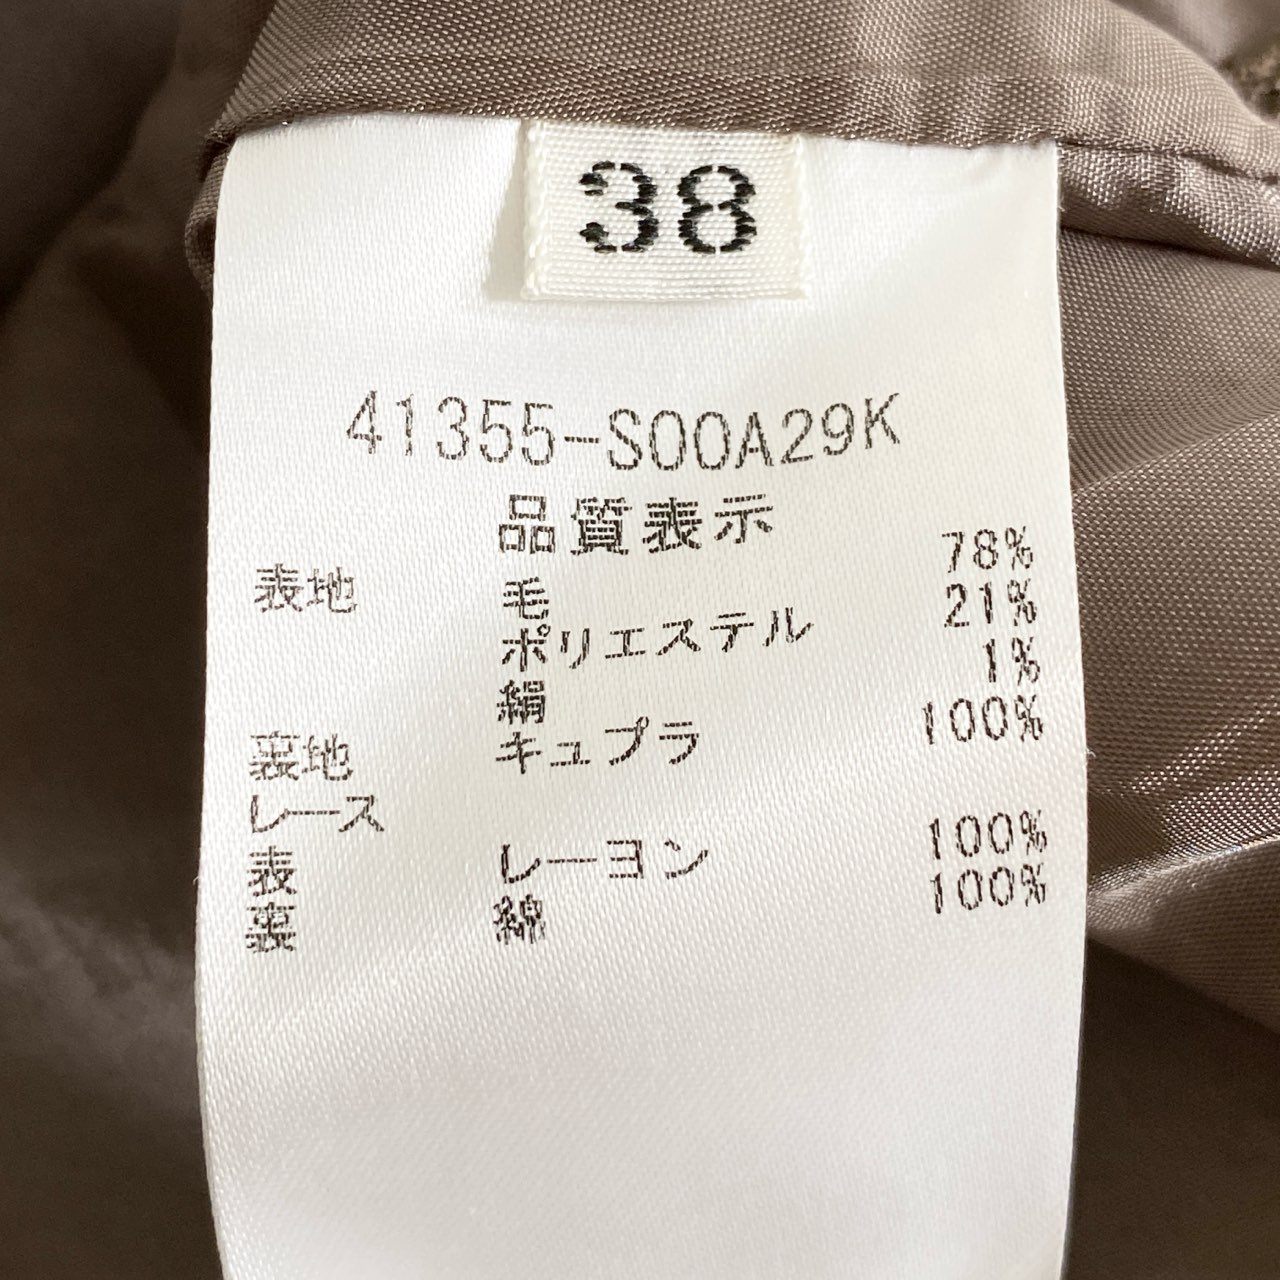 38
41355-S00A29K
品質表示
表地 毛 78%
ポリエステル 21%
絹 1%
裏地 キュプラ 100%
レース
表 レーヨン 100%
裏 綿 100%